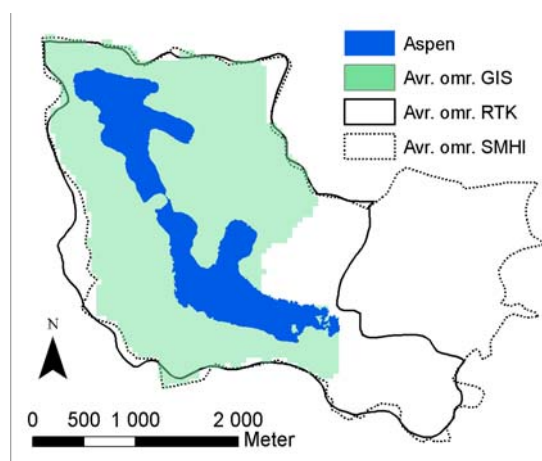 Aspen
Avr. omr. GIS
Avr. omr. RTK
Avr. omr. SMHI
N
0 500 1 000 2 000
Meter